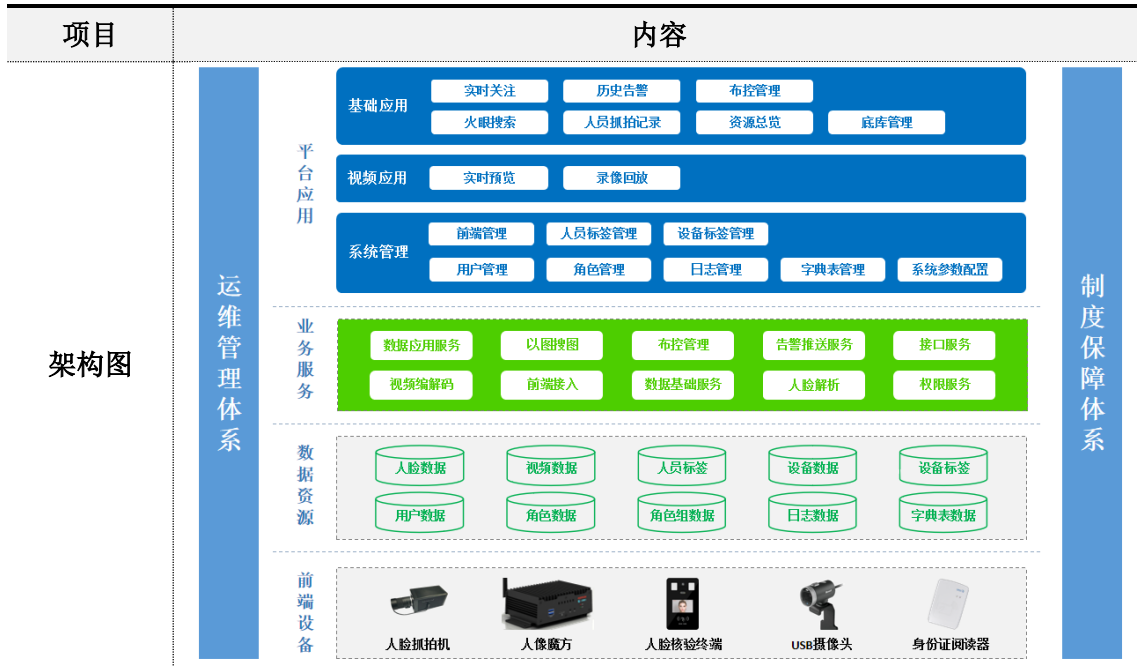 项目
内容
架构图
运维管理体系
平台应用
基础应用
实时关注
历史告警
布控管理
火眼搜索
人员抓拍记录
资源总览
底库管理
视频应用
实时预览
录像回放
系统管理
前端管理
人员标签管理
设备标签管理
用户管理
角色管理
日志管理
字典表管理
系统参数配置
业务服务
数据应用服务
以图搜图
布控管理
告警推送服务
接口服务
视频编解码
前端接入
数据基础服务
人脸解析
权限服务
数据资源
人脸数据
视频数据
人员标签
设备数据
设备标签
用户数据
角色数据
角色组数据
日志数据
字典表数据
前端设备
人脸抓拍机
人像魔方
人脸核验终端
USB摄像头
身份证阅读器
制度保障体系